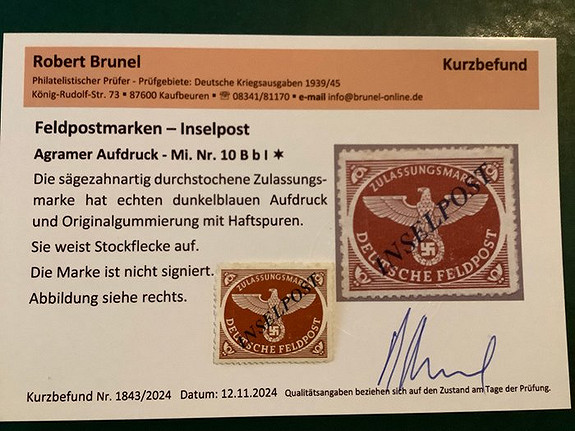 Robert Brunel
Kurzbefund
Philatelistischer Prüfer - Prüfgebiete: Deutsche Kriegsausgaben 1939/45
König-Rudolf-Str. 73 ▪ 87600 Kaufbeuren ▪ ☏ 08341/81170 ▪ e-mail info@brunel-online.de
Feldpostmarken – Inselpost
Agramer Aufdruck - Mi. Nr. 10 B b I ✶
Die sägezahnartig durchstochene Zulassungs-
marke hat echten dunkelblauen Aufdruck
und Originalgummierung mit Haftspuren.
Sie weist Stockflecke auf.
Die Marke ist nicht signiert.
Abbildung siehe rechts.
ZULASSUNGSMARKE
INSELPOST
DEUTSCHE FELDPOST
ZULASSUNGSMARKE
INSELPOST
DEUTSCHE FELDPOST
Kurzbefund Nr. 1843/2024 Datum: 12.11.2024 Qualitätsangaben beziehen sich auf den Zustand am Tage der Prüfung.